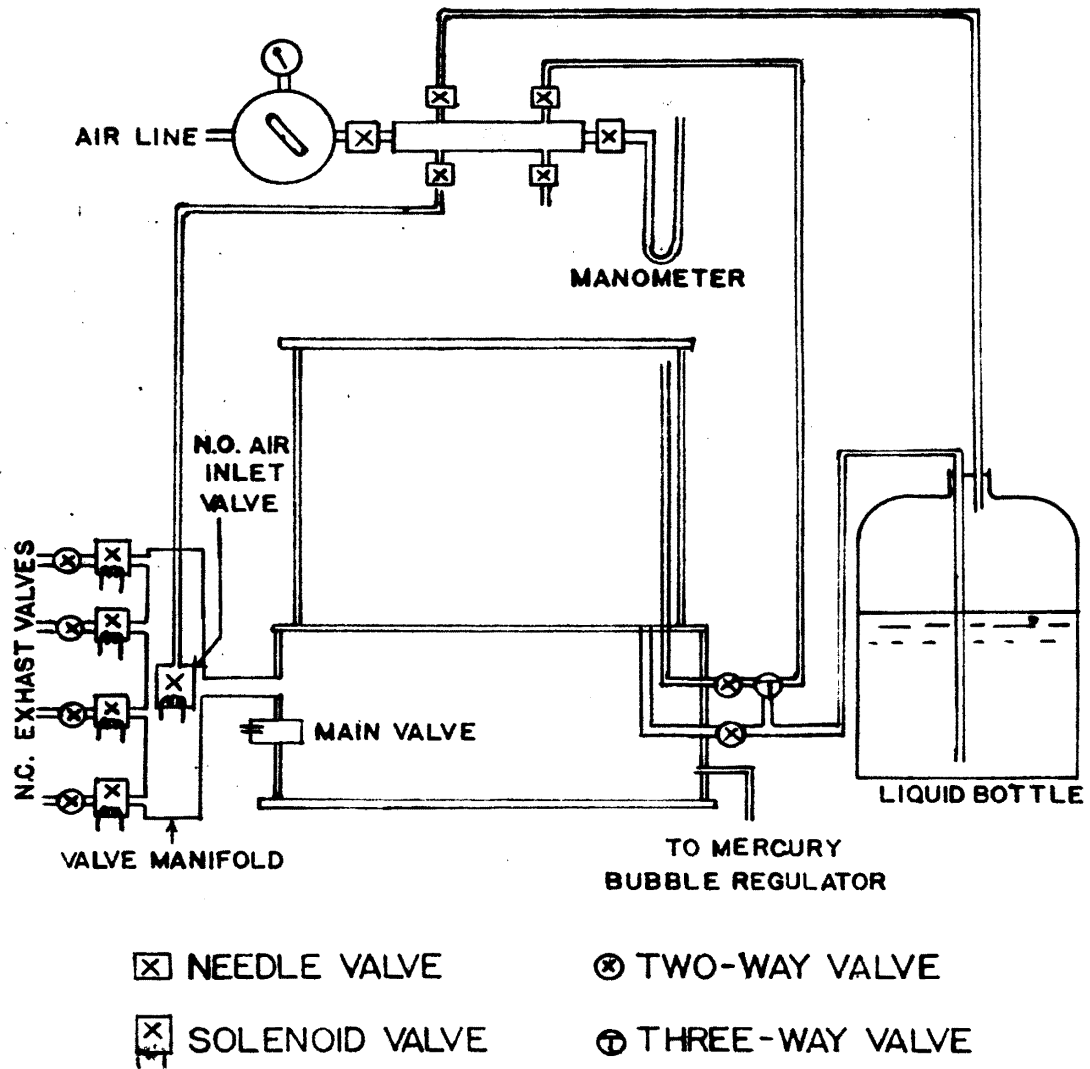 AIR LINE
MANOMETER
N.O. AIR
INLET
VALVE
N.C. EXHAST VALVES
MAIN VALVE
LIQUID BOTTLE
VALVE MANIFOLD
TO MERCURY
BUBBLE REGULATOR
NEEDLE VALVE
TWO-WAY VALVE
SOLENOID VALVE
THREE-WAY VALVE